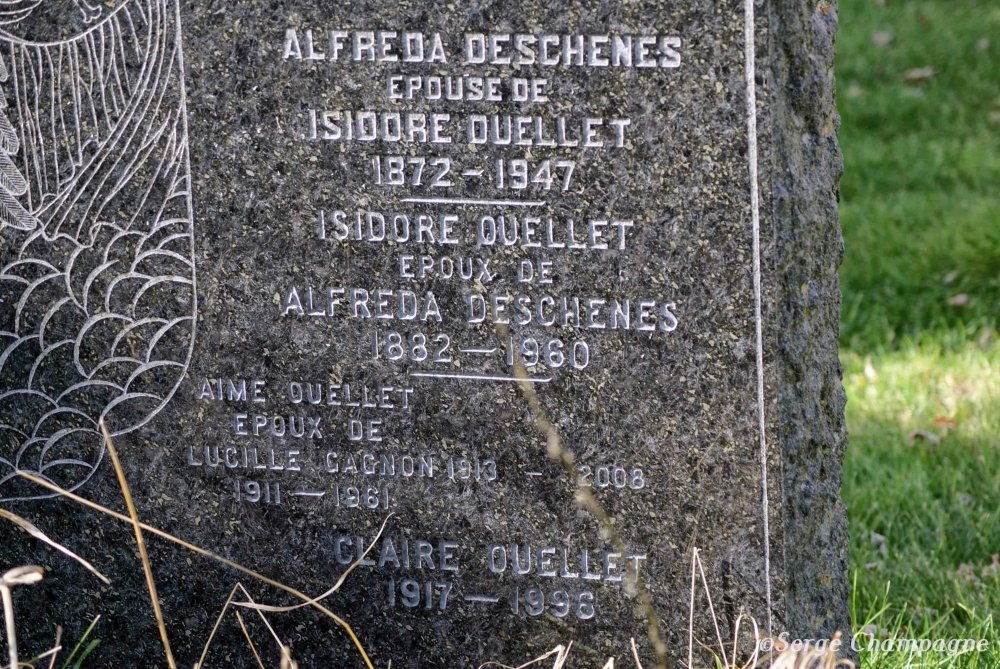 ALFREDA DESCHENES
EPOUSE DE
ISIDORE OUELLET
1872 - 1947
ISIDORE OUELLET
EPOUX DE
ALFREDA DESCHENES
1882 - 1960
AIME OUELLET
EPOUX DE
LUCILLE GAGNON 1913 - 2008
1911 - 1961
CLAIRE OUELLET
1917 - 1996
©Serge Champagne